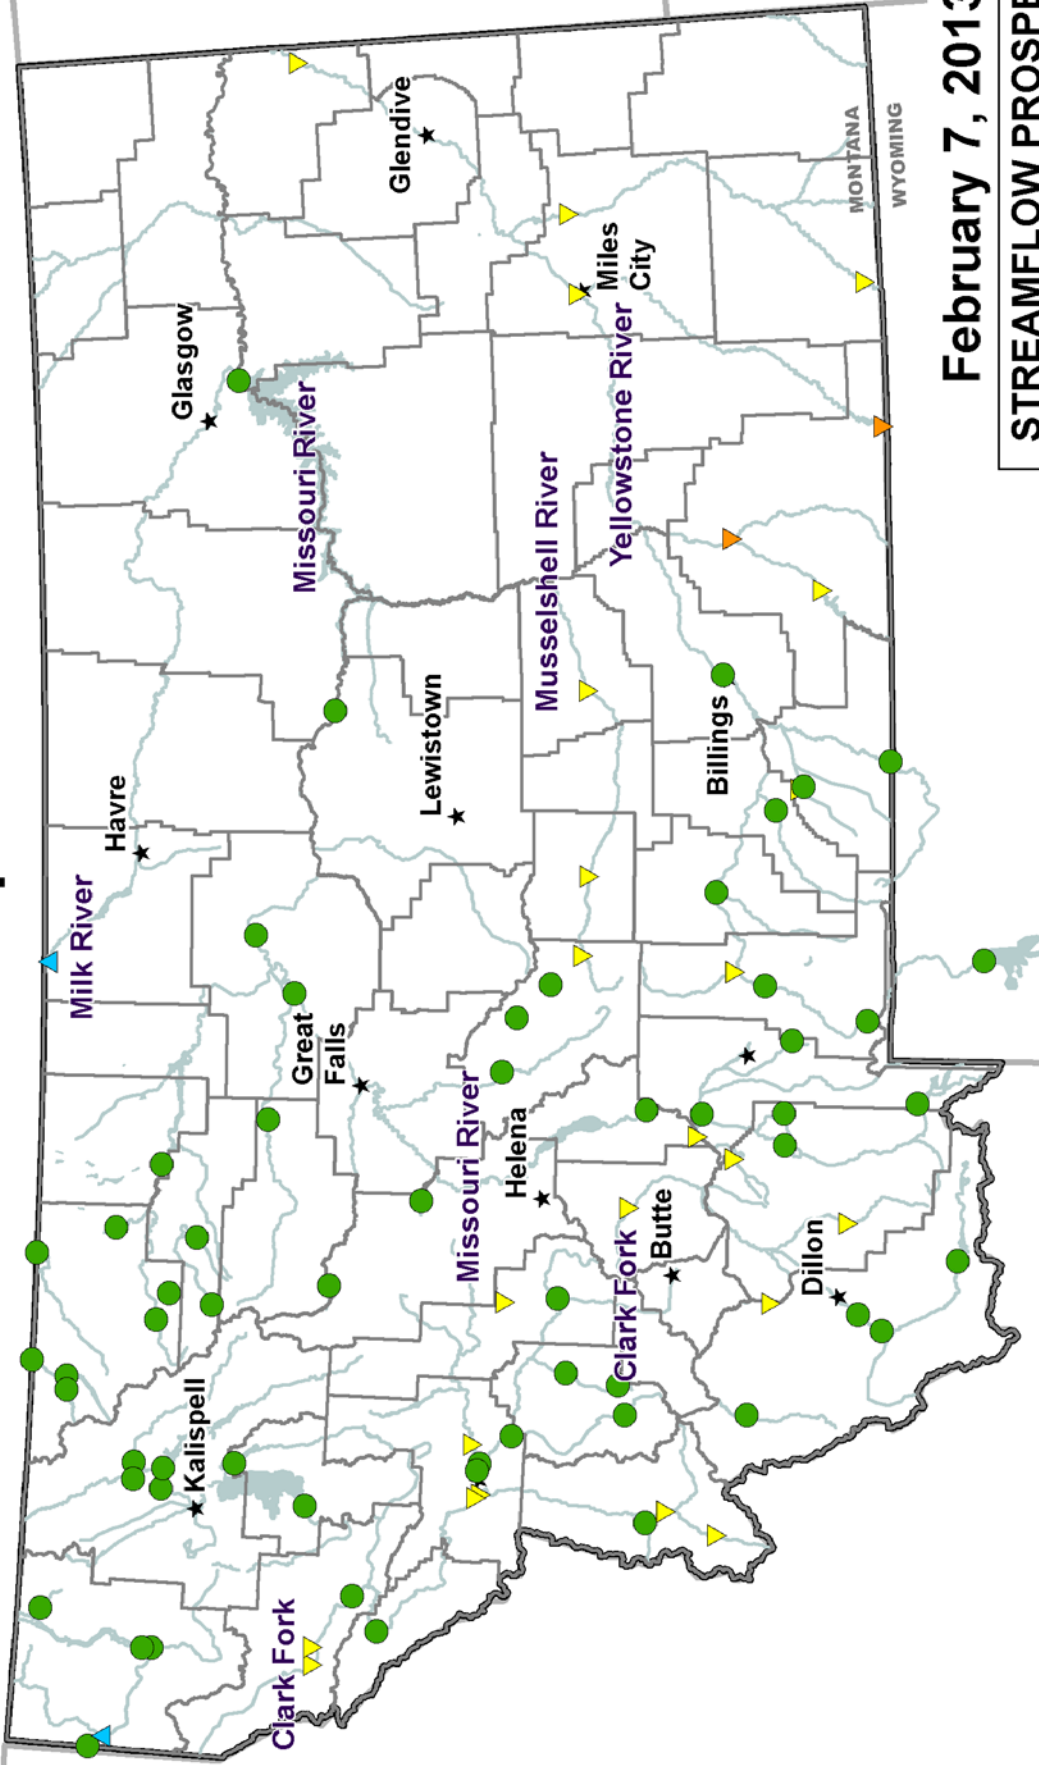 Milk River
Havre
Glasgow
Kalispell
Great
Falls
Missouri River
Glendive
Lewistown
Clark Fork
Missouri River
Helena
Musselshell River
Yellowstone River
Miles
City
Clark Fork
Butte
Billings
Dillon
MONTANA
WYOMING
February 7, 2013
STREAMFLOW